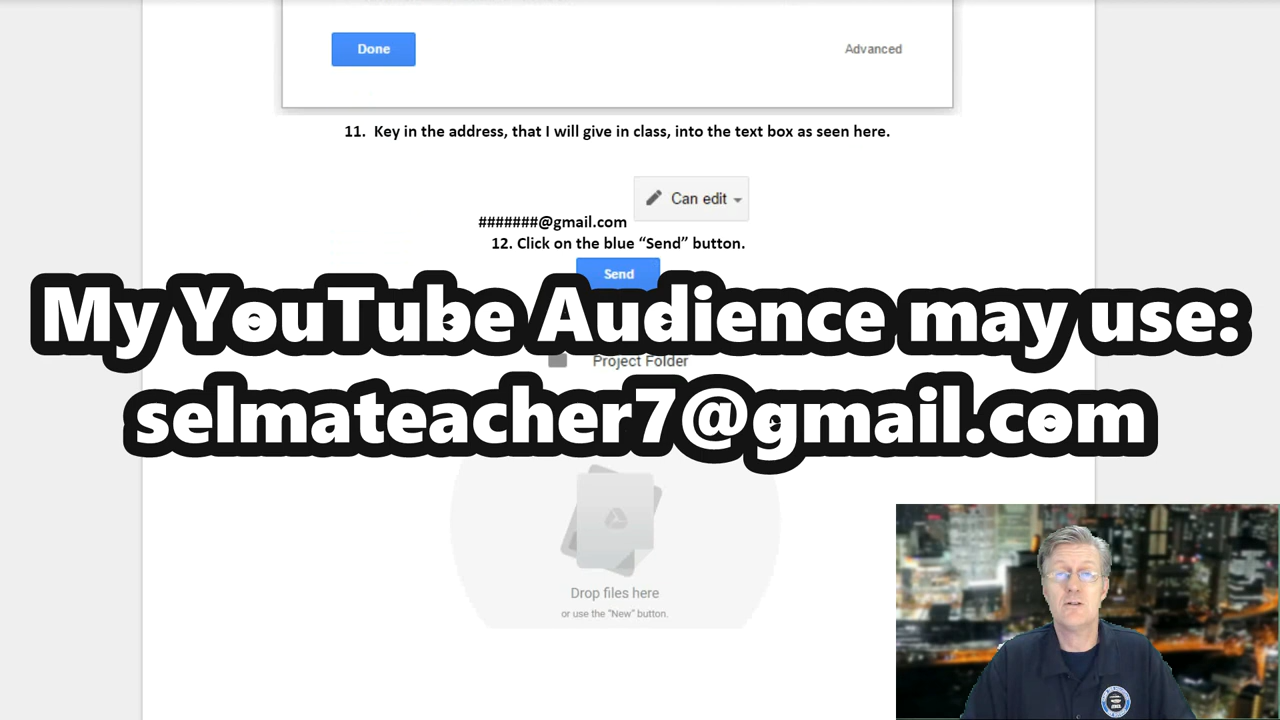 Done
Advanced
11. Key in the address, that I will give in class, into the text box as seen here.
Can edit
#######@gmail.com
12. Click on the blue “Send” button.
Send
My YouTube Audience may use:
Project Folder
selmateacher7@gmail.com
Drop files here
or use the "New" button.